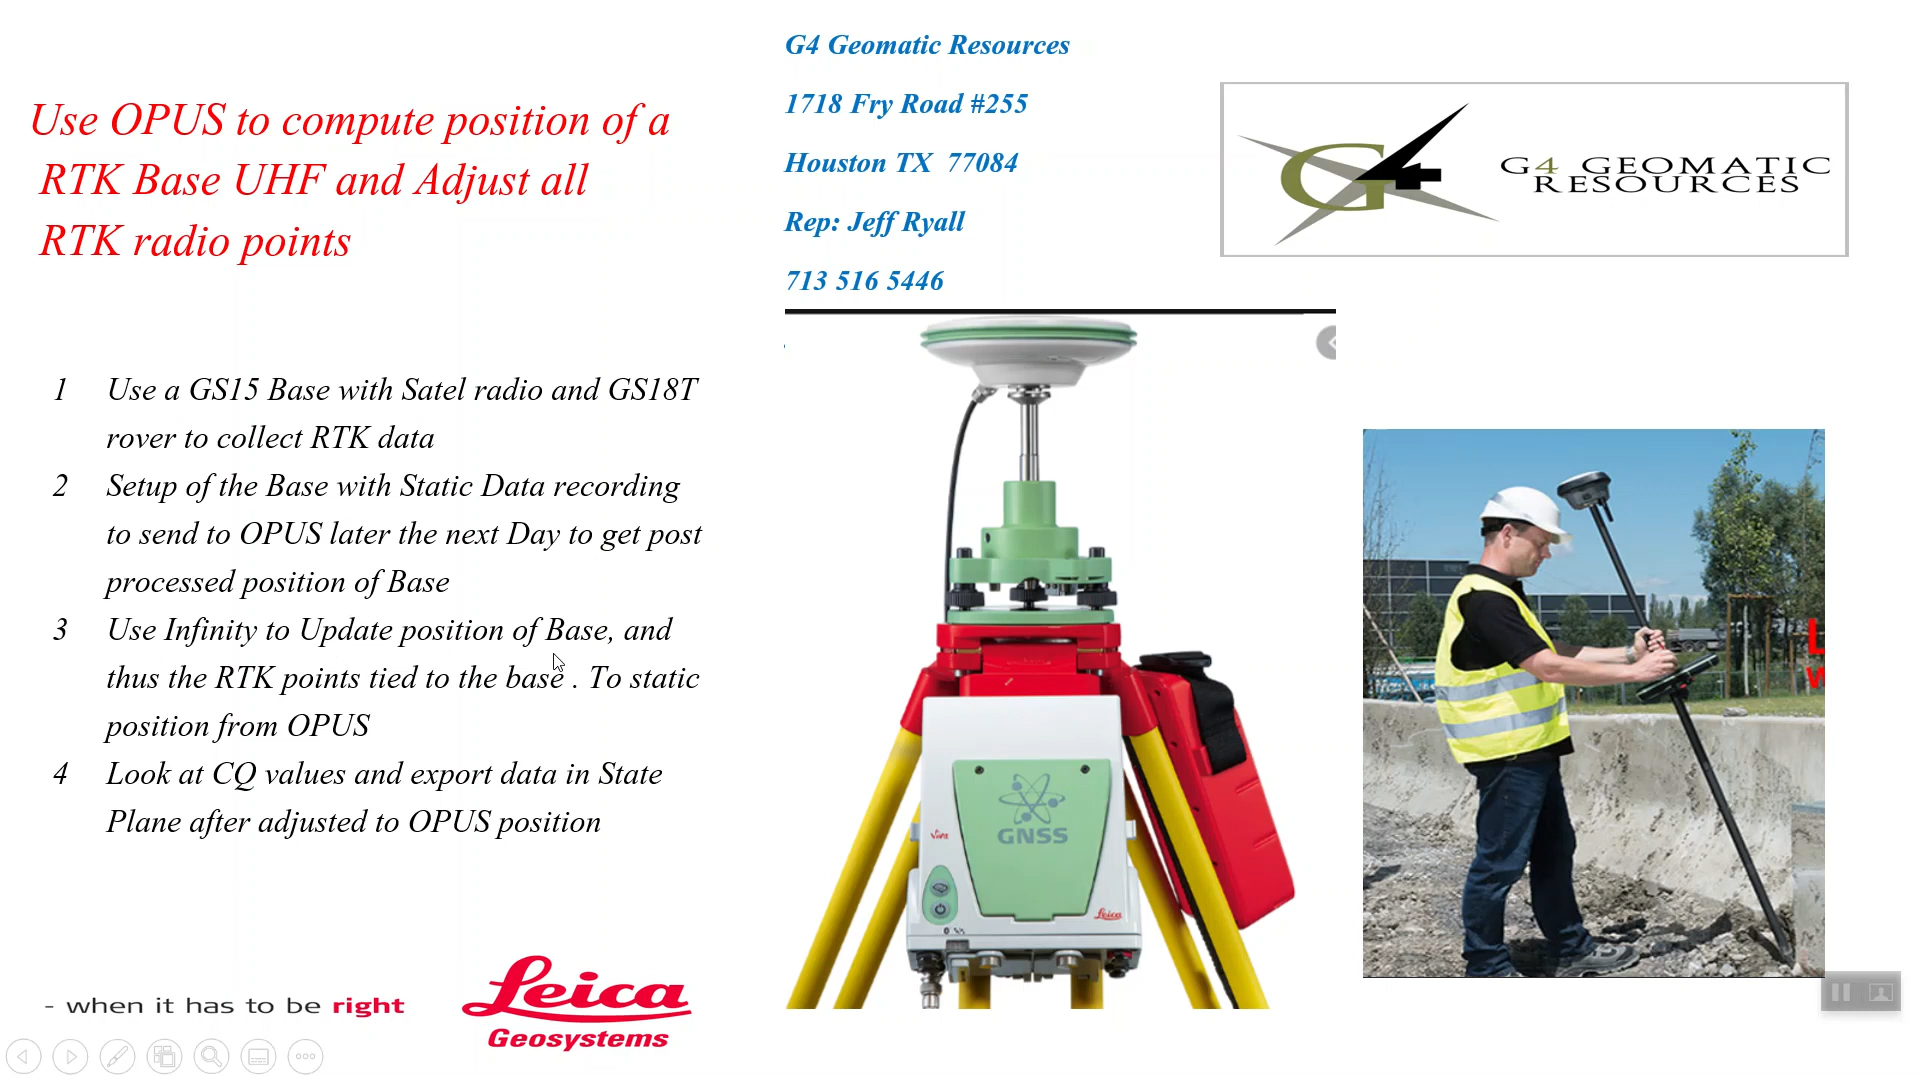 Use OPUS to compute position of a
RTK Base UHF and Adjust all
RTK radio points
G4 Geomatic Resources
1718 Fry Road #255
Houston TX 77084
Rep: Jeff Ryall
713 516 5446
G4
G4 GEOMATIC
RESOURCES
1 Use a GS15 Base with Satel radio and GS18T
rover to collect RTK data
2 Setup of the Base with Static Data recording
to send to OPUS later the next Day to get post
processed position of Base
3 Use Infinity to Update position of Base, and
thus the RTK points tied to the base . To static
position from OPUS
4 Look at CQ values and export data in State
Plane after adjusted to OPUS position
GNSS
Viva
Leica
- when it has to be right
Leica
Geosystems